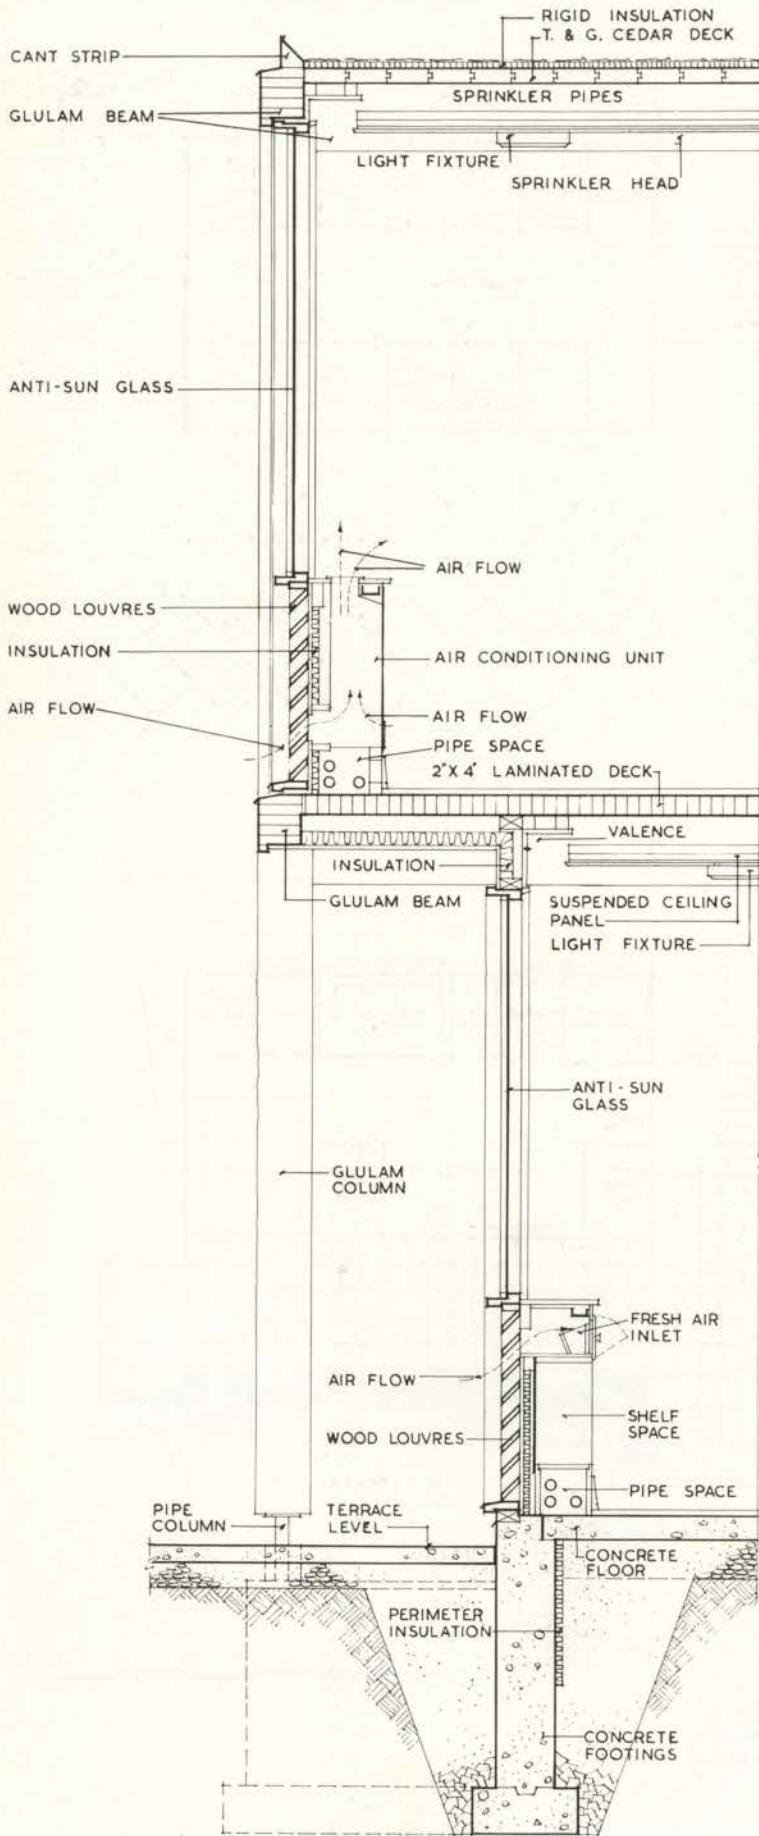 RIGID INSULATION
T. & G. CEDAR DECK
CANT STRIP
SPRINKLER PIPES
GLULAM BEAM
LIGHT FIXTURE
SPRINKLER HEAD
ANTI-SUN GLASS
AIR FLOW
WOOD LOUVRES
INSULATION
AIR CONDITIONING UNIT
AIR FLOW
AIR FLOW
PIPE SPACE
2"X 4" LAMINATED DECK
VALENCE
INSULATION
GLULAM BEAM
SUSPENDED CEILING
PANEL
LIGHT FIXTURE
ANTI-SUN
GLASS
GLULAM
COLUMN
FRESH AIR
INLET
AIR FLOW
SHELF
SPACE
WOOD LOUVRES
PIPE SPACE
PIPE
COLUMN
TERRACE
LEVEL
CONCRETE
FLOOR
PERIMETER
INSULATION
CONCRETE
FOOTINGS